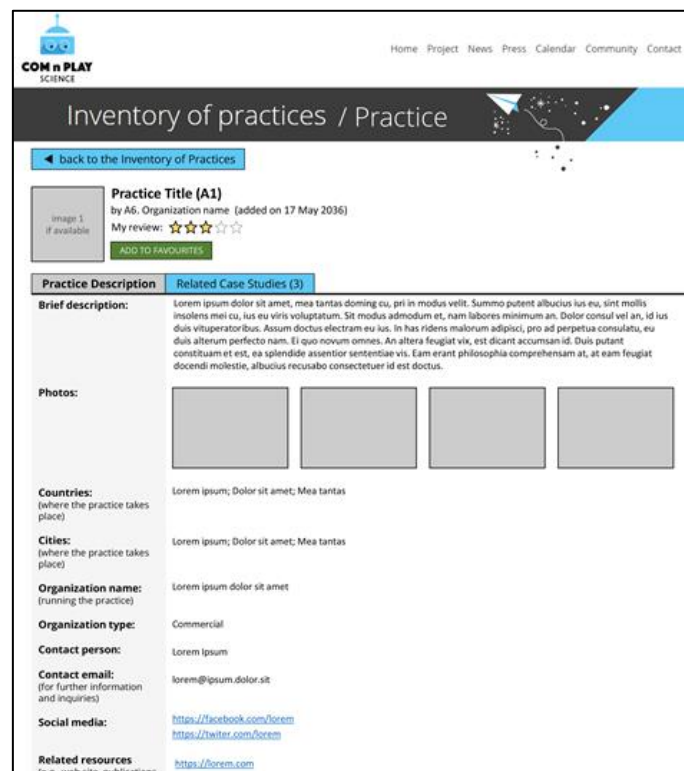 COM n PLAY
SCIENCE
Home Project News Press Calendar Community Contact
Inventory of practices / Practice
◀ back to the Inventory of Practices
image 1
if available
Practice Title (A1)
by A6. Organization name (added on 17 May 2036)
My review:
ADD TO FAVOURITES
Practice Description
Related Case Studies (3)
Brief description:
Lorem ipsum dolor sit amet, mea tantas doming cu, pri in modus velit. Summo putent albucius ius eu, sint mollis
insolens mei cu, ius eu viris voluptatum. Sit modus admodum et, nam labores minimum an. Dolor consul vel an, id ius
duis vituperatoribus. Assum doctus electram eu ius. In has ridens malorum adipisci, pro ad perpetua consulatu, eu
duis alterum perfecto nam. Ei quo novum omnes. An altera feugiat vix, est dicant accumsan id. Duis putant
constituam et est, ea splendide assentior sententiae vis. Eam erant philosophia comprehensam at, at eam feugiat
docendi molestie, albucius recusabo consectetuer id est doctus.
Photos:
Countries:
(where the practice takes
place)
Lorem ipsum; Dolor sit amet; Mea tantas
Cities:
(where the practice takes
place)
Lorem ipsum; Dolor sit amet; Mea tantas
Organization name:
(running the practice)
Lorem ipsum dolor sit amet
Organization type:
Commercial
Contact person:
Lorem Ipsum
Contact email:
(for further information
and inquiries)
lorem@ipsum.dolor.sit
Social media:
https://facebook.com/lorem
https://twiter.com/lorem
Related resources
https://lorem.com